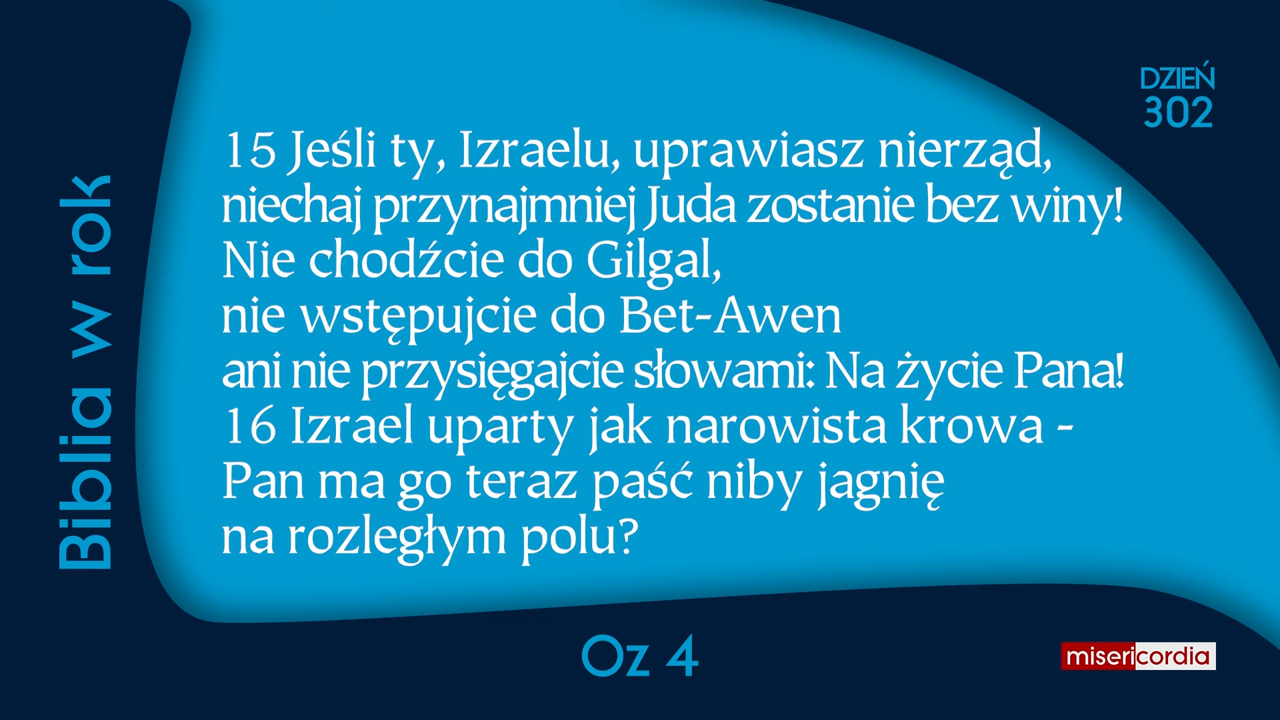 DZIEŃ
302
Biblia w rok
15 Jeśli ty, Izraelu, uprawiasz nierząd,
niechaj przynajmniej Juda zostanie bez winy!
Nie chodźcie do Gilgal,
nie wstępujcie do Bet-Awen
ani nie przysięgajcie słowami: Na życie Pana!
16 Izrael uparty jak narowista krowa -
Pan ma go teraz paść niby jagnię
na rozległym polu?
Oz 4
misericordia